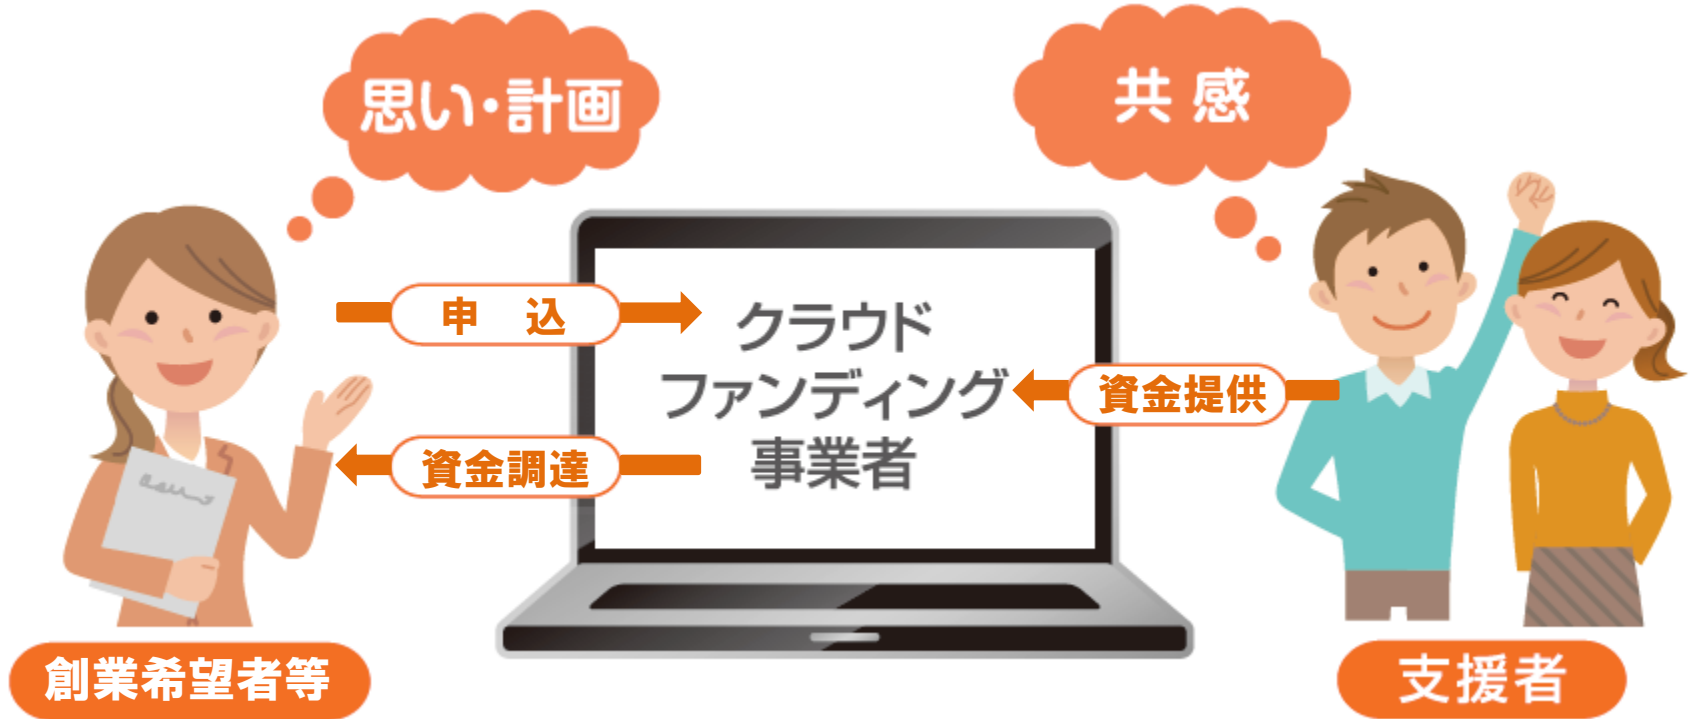 思い・計画
共感
申 込
クラウド
ファンディング
事業者
資金提供
資金調達
創業希望者等
支援者